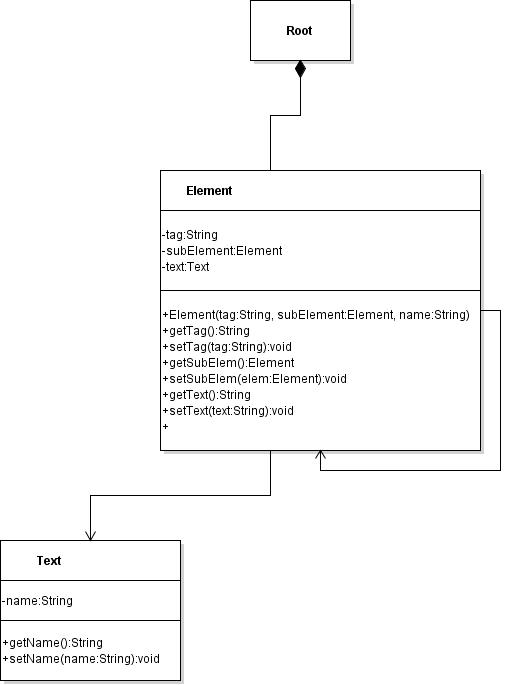 Root
Element
-tag:String
-subElement:Element
-text:Text
+Element(tag:String, subElement:Element, name:String)
+getTag():String
+setTag(tag:String):void
+getSubElem():Element
+setSubElem(elem:Element):void
+getText():String
+setText(text:String):void
+
Text
-name:String
+getName():String
+setName(name:String):void